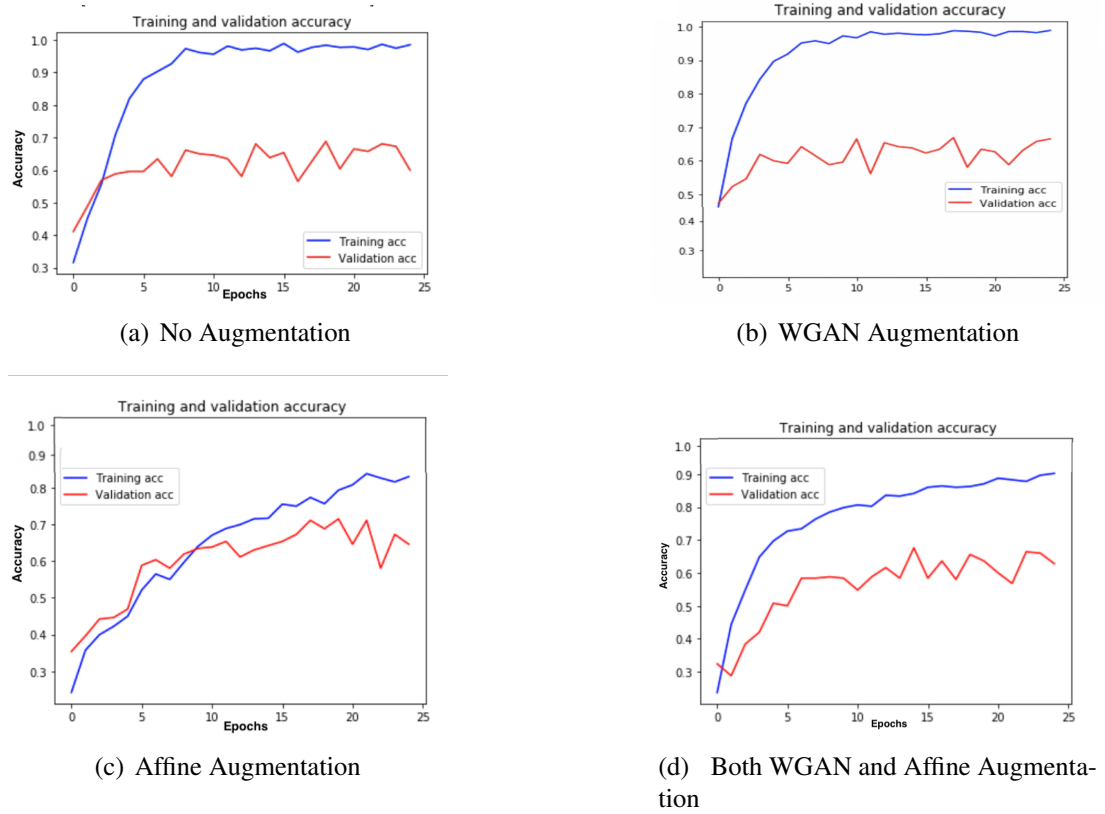 Training and validation accuracy
1.0
0.9
0.8
0.7
0.6
0.5
0.4
0.3
Accuracy
Training acc
Validation acc
0 5 10 15 20 25
Epochs
(a) No Augmentation
Training and validation accuracy
1.0
0.9
0.8
0.7
0.6
0.5
0.4
0.3
Training acc
Validation acc
0 5 10 15 20 25
(b) WGAN Augmentation
Training and validation accuracy
1.0
0.9
0.8
0.7
0.6
0.5
0.4
0.3
Accuracy
Training acc
Validation acc
0 5 10 15 20 25
Epochs
(c) Affine Augmentation
Training and validation accuracy
1.0
0.9
0.8
0.7
0.6
0.5
0.4
0.3
Accuracy
Training acc
Validation acc
0 5 10 15 20 25
Epochs
(d) Both WGAN and Affine Augmenta-
tion